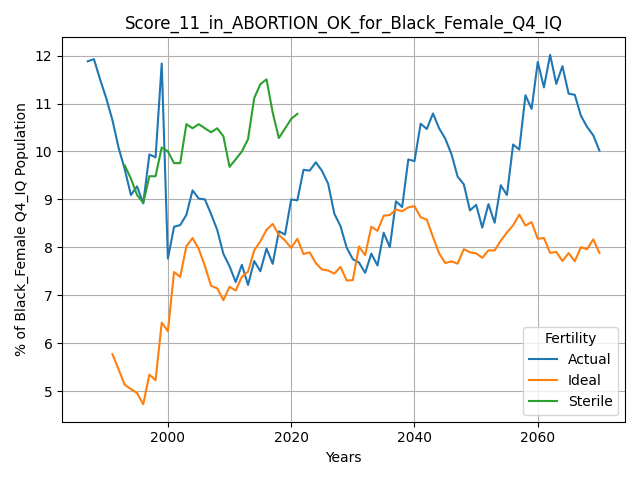 Score_11_in_ABORTION_OK_for_Black_Female_Q4_IQ
% of Black_Female Q4_IQ Population
12
11
10
9
8
7
6
5
Fertility
Actual
Ideal
Sterile
2000 2020 2040 2060
Years